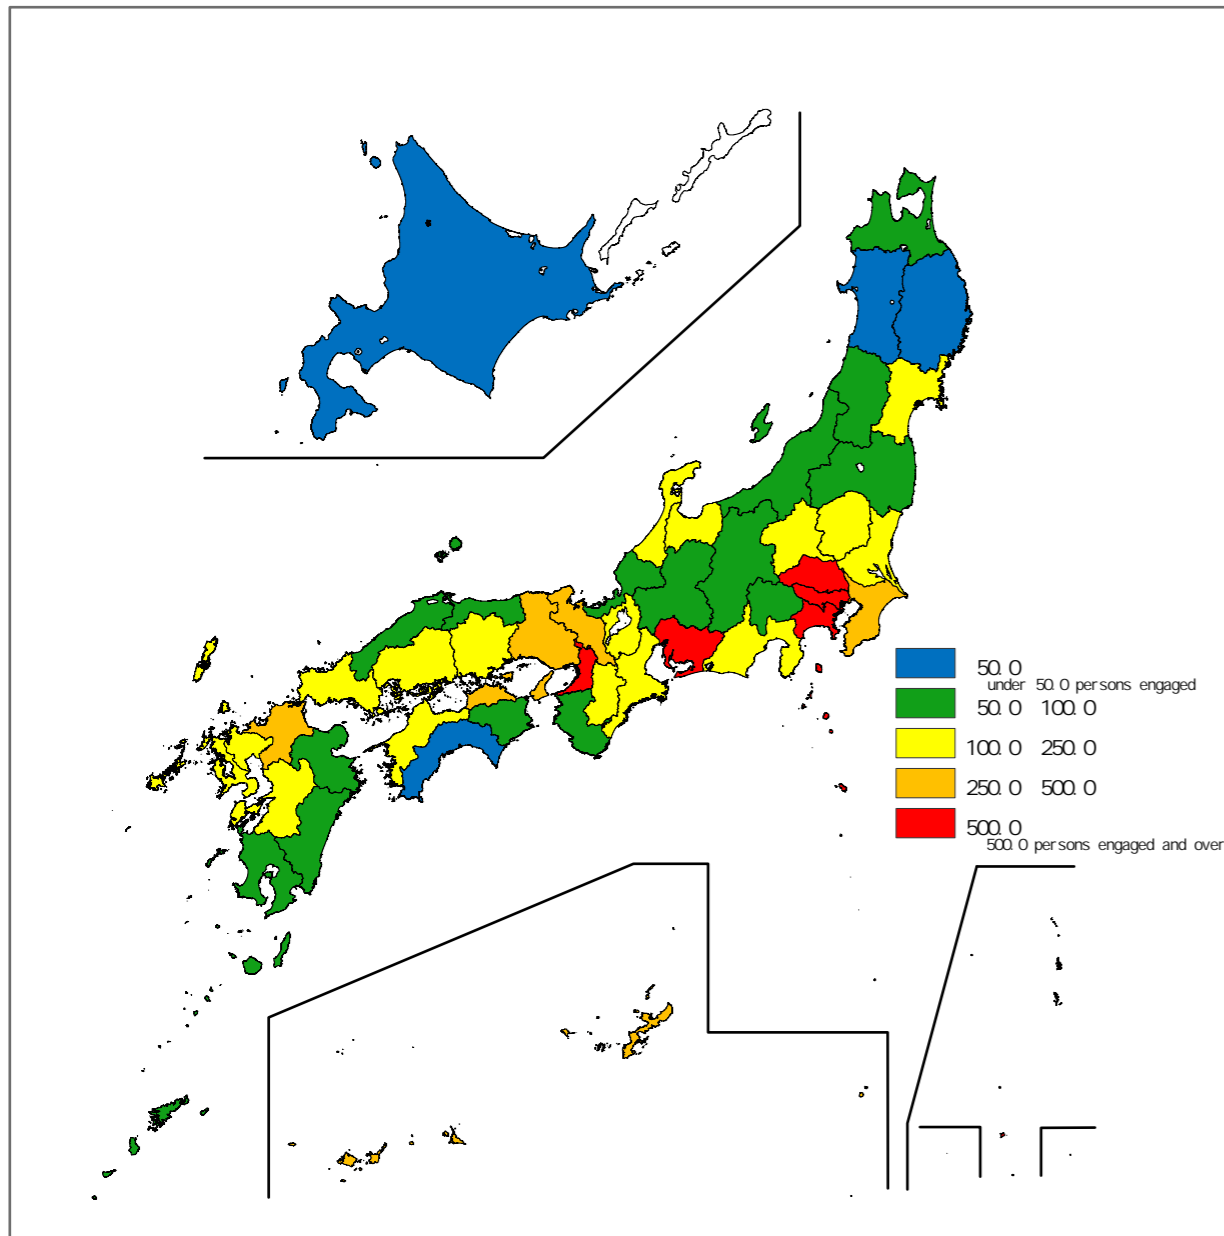 50.0
under 50.0 persons engaged
50.0 100.0
100.0 250.0
250.0 500.0
500.0
500.0 persons engaged and over